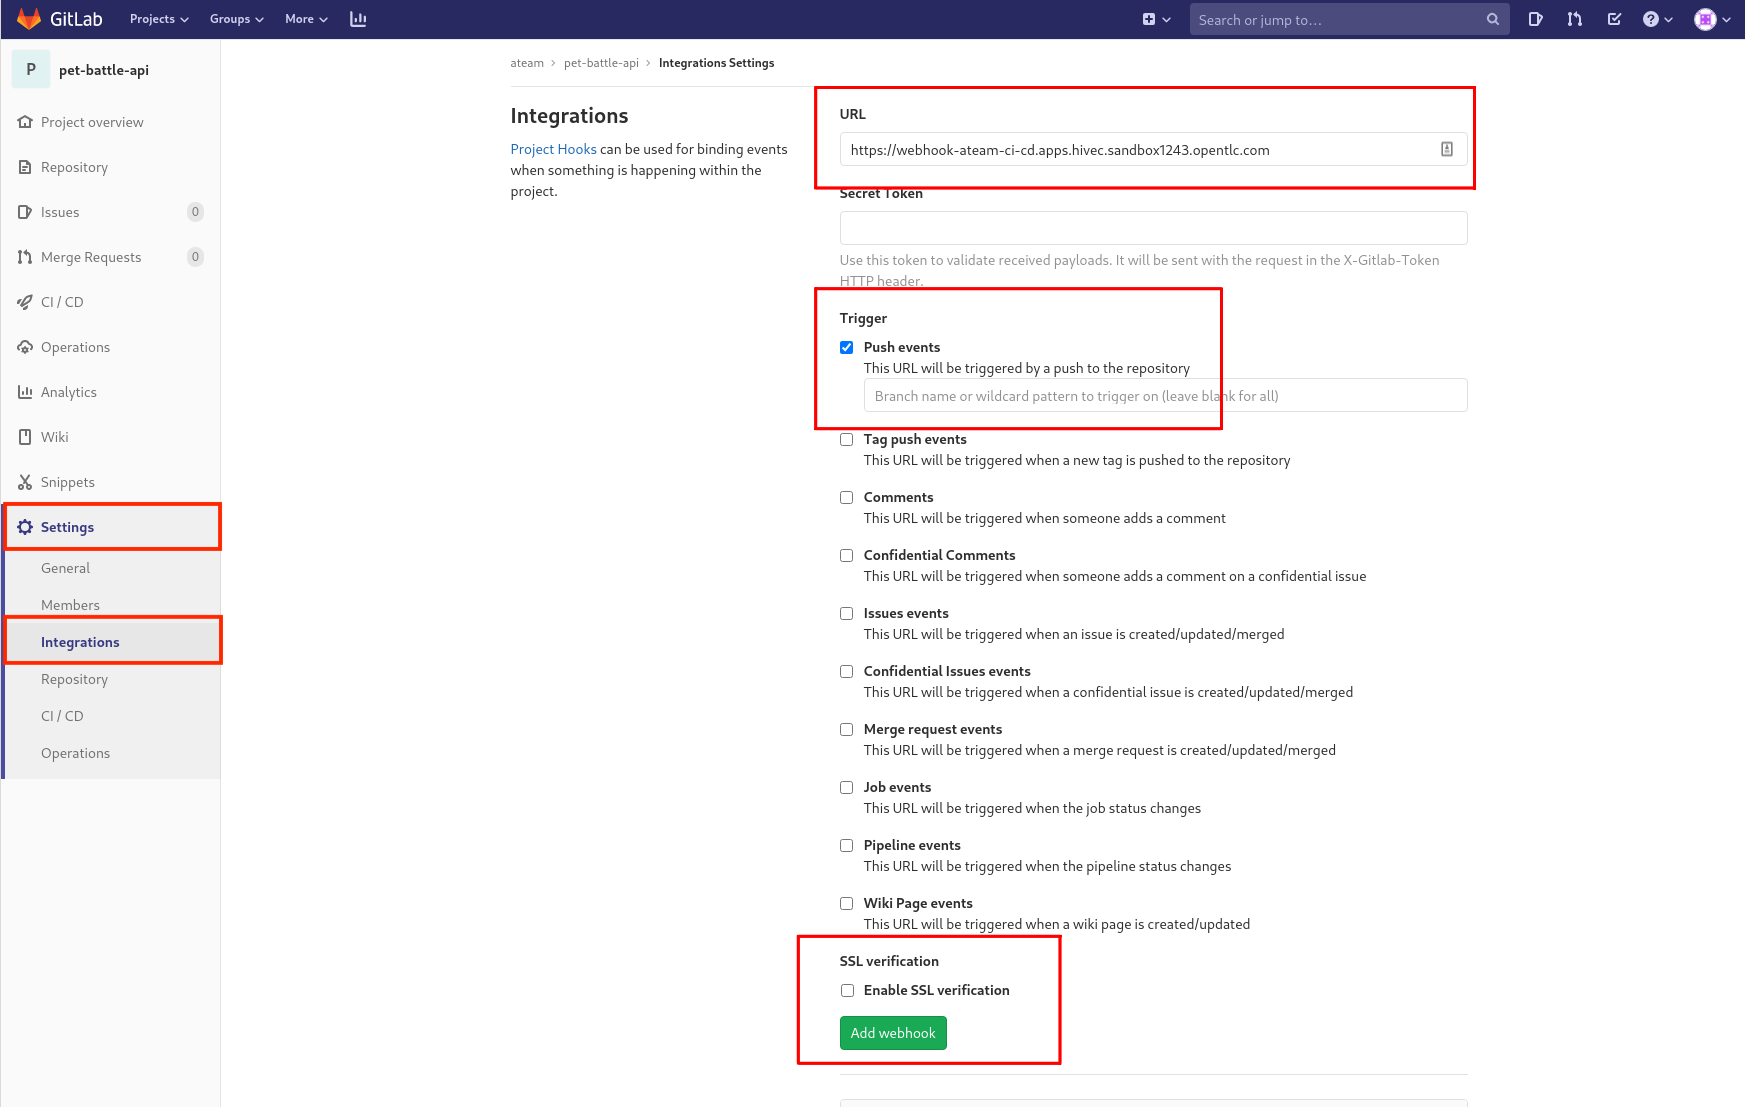 GitLab Projects Groups More Search or jump to...
P pet-battle-api
Project overview
Repository
Issues 0
Merge Requests 0
CI / CD
Operations
Analytics
Wiki
Snippets
Settings
General
Members
Integrations
Repository
CI / CD
Operations
ateam > pet-battle-api > Integrations Settings
Integrations
Project Hooks can be used for binding events
when something is happening within the
project.
URL
https://webhook-ateam-ci-cd.apps.hivec.sandbox1243.opentlc.com
Secret Token
Use this token to validate received payloads. It will be sent with the request in the X-Gitlab-Token
HTTP header.
Trigger
Push events
This URL will be triggered by a push to the repository
Branch name or wildcard pattern to trigger on (leave blank for all)
Tag push events
This URL will be triggered when a new tag is pushed to the repository
Comments
This URL will be triggered when someone adds a comment
Confidential Comments
This URL will be triggered when someone adds a comment on a confidential issue
Issues events
This URL will be triggered when an issue is created/updated/merged
Confidential Issues events
This URL will be triggered when a confidential issue is created/updated/merged
Merge request events
This URL will be triggered when a merge request is created/updated/merged
Job events
This URL will be triggered when the job status changes
Pipeline events
This URL will be triggered when the pipeline status changes
Wiki Page events
This URL will be triggered when a wiki page is created/updated
SSL verification
Enable SSL verification
Add webhook